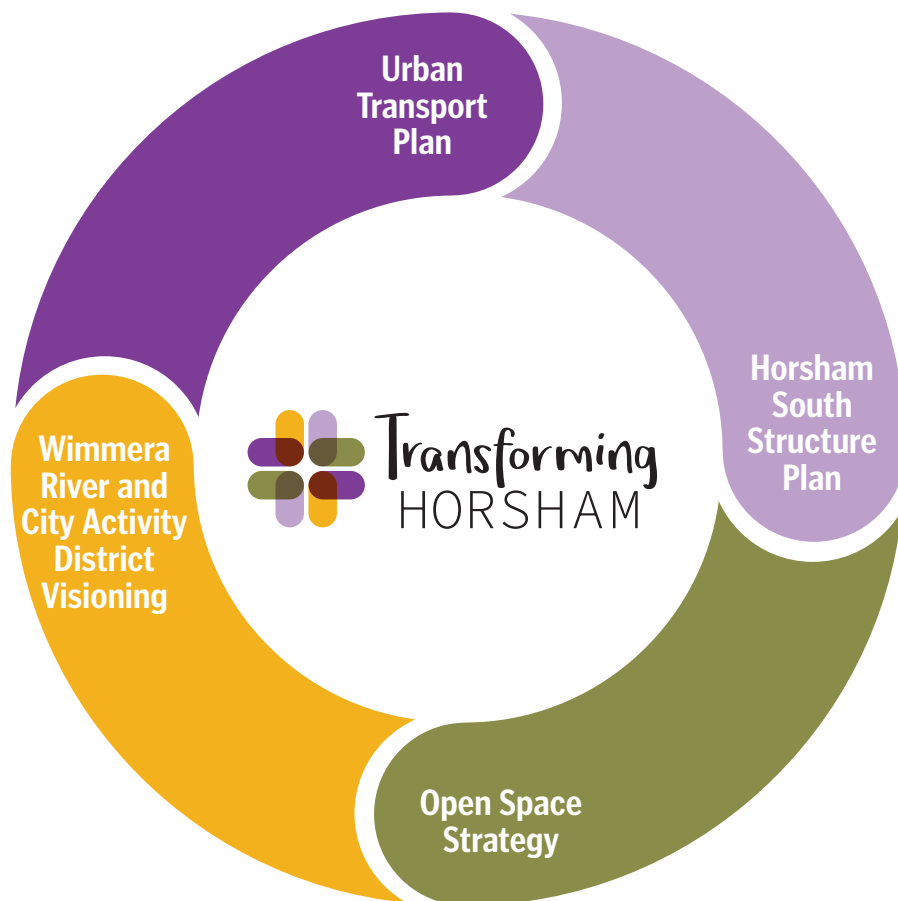 Urban
Transport
Plan
Horsham
South
Structure
Plan
Wimmera
River and
City Activity
District
Visioning
Transforming
HORSHAM
Open Space
Strategy